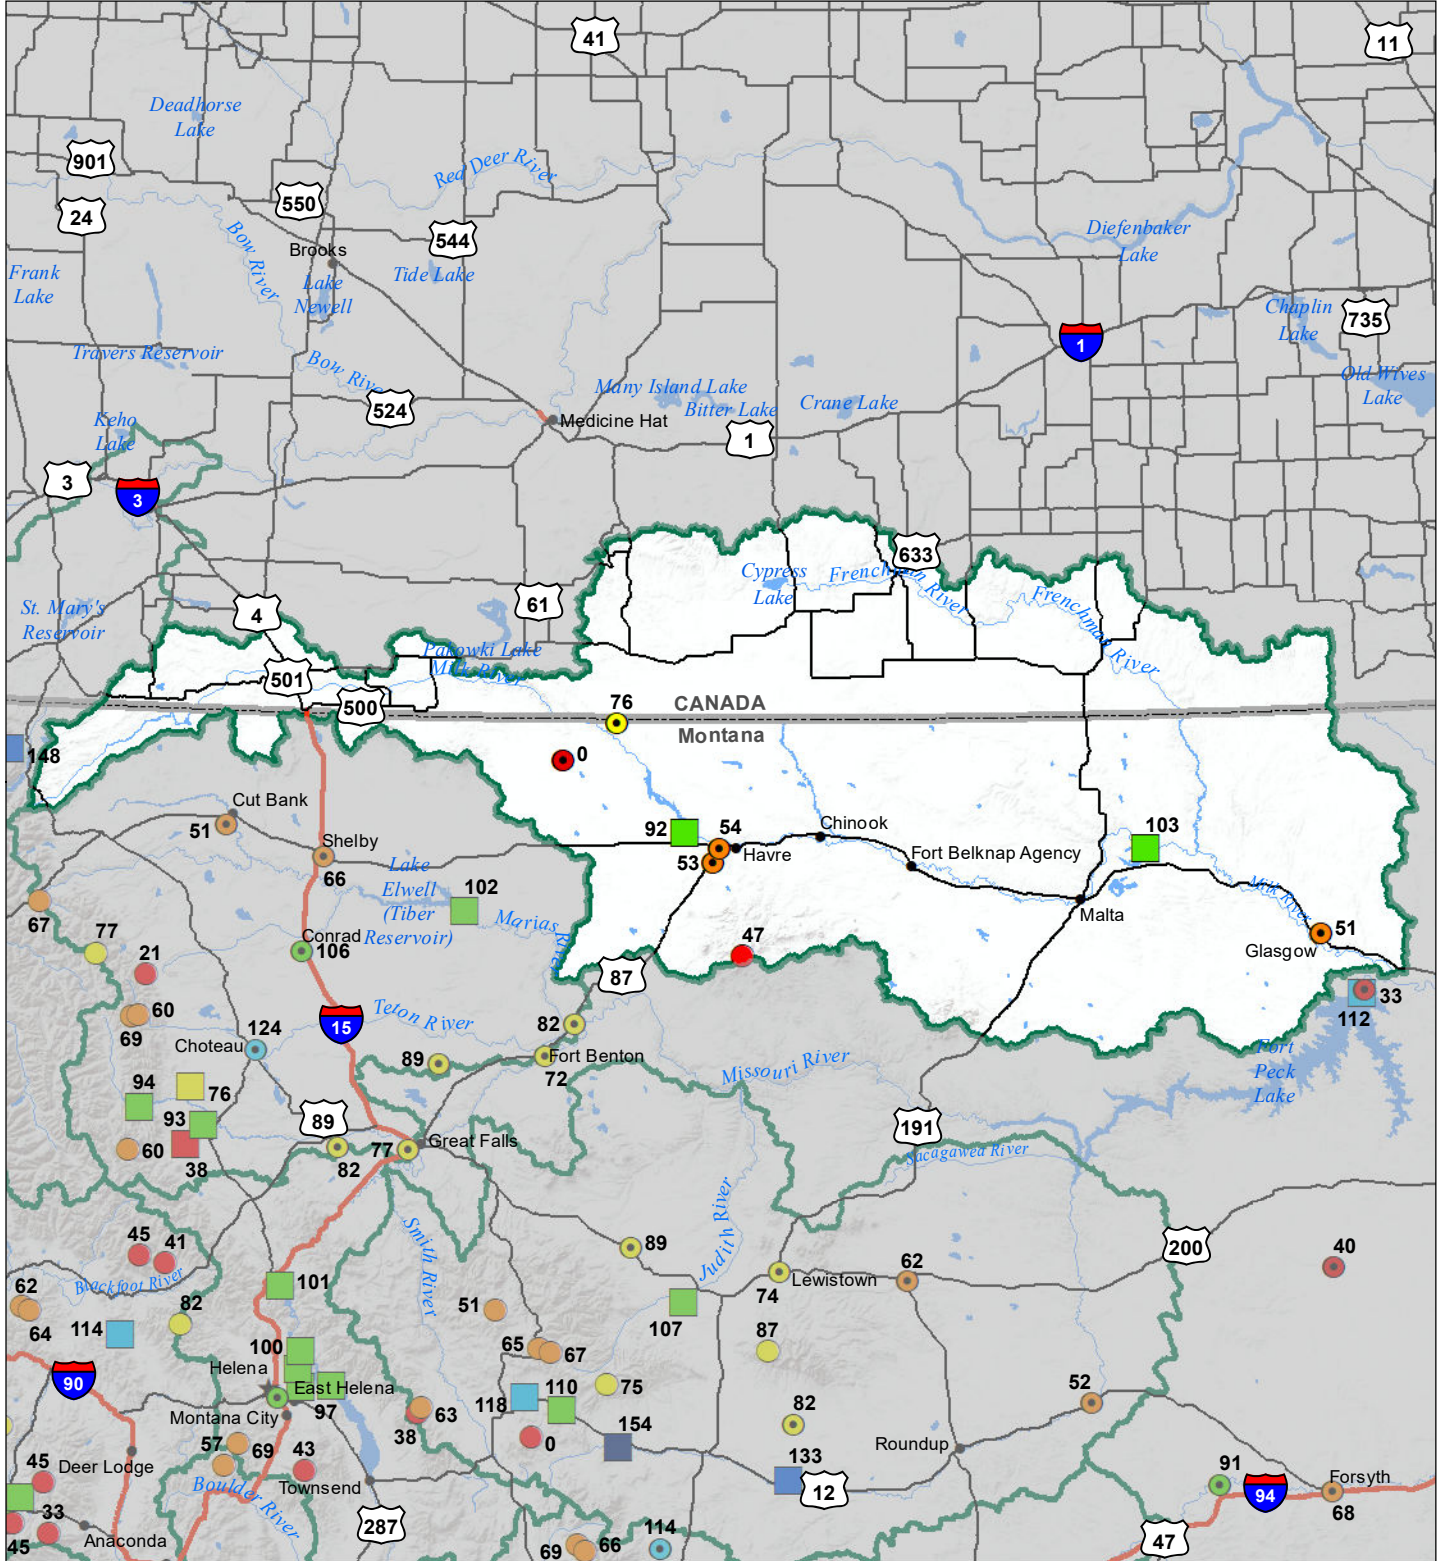 41
11
Deadhorse
Lake
901
Red Deer River
550
24
544
Bow River
Brooks
Diefenbaker
Lake
Frank
Lake
Tide Lake
Lake
Newell
Chaplin
Lake
735
1
Travers Reservoir
Bow River
Many Island Lake
Old Wives
Lake
524
Bitter Lake
Crane Lake
Keho
Lake
Medicine Hat
1
3
3
633
Cypress
Lake
Frenchman River
Frenchman River
61
St. Mary's
Reservoir
4
Pakowki Lake
Milk River
501
500
76
CANADA
Montana
148
0
Cut Bank
51
92
54
Chinook
103
Shelby
53
Havre
Fort Belknap Agency
66
Lake
Elwell
(Tiber
Reservoir)
102
Milk River
67
Marias River
Malta
77
Conrad
106
47
51
Glasgow
21
87
33
112
60
69
15
Teton River
82
124
Choteau
89
Fort Benton
72
Missouri River
Fort
Peck
Lake
94
76
93
89
191
60
38
82
77
Great Falls
Sacagawea River
Smith River
Judith River
45
41
89
200
40
Blackfoot River
62
64
101
Lewistown
74
62
82
114
51
107
100
65
67
87
Helena
90
East Helena
97
118
110
75
52
Montana City
63
38
82
57
69
0
154
Roundup
43
133
45
Deer Lodge
Townsend
12
91
Forsyth
94
68
Boulder River
33
45
Anaconda
287
69
66
114
47